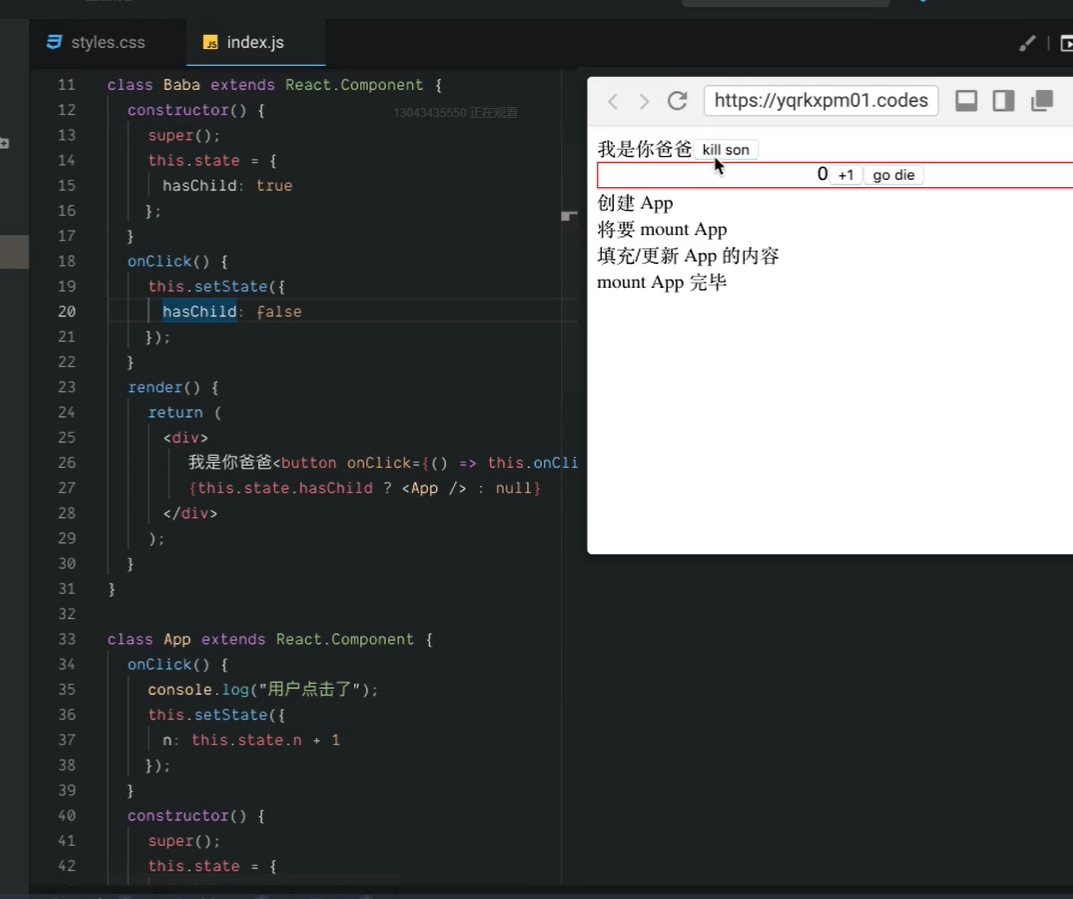 styles.css
index.js
11 class Baba extends React.Component {
12 constructor() {
13043435550 正在观看
13 super();
14 this.state = {
15 hasChild: true
16 };
17 }
18 onClick() {
19 this.setState({
20 hasChild: false
21 });
22 }
23 render() {
24 return (
25 <div>
26 我是你爸爸<button onClick={() => this.onCli
27 {this.state.hasChild ? <App /> : null}
28 </div>
29 );
30 }
31 }
32
33 class App extends React.Component {
34 onClick() {
35 console.log("用户点击了");
36 this.setState({
37 n: this.state.n + 1
38 });
39 }
40 constructor() {
41 super();
42 this.state = {
https://yqrkxpm01.codes
我是你爸爸 kill son
0 +1 go die
创建 App
将要 mount App
填充/更新 App 的内容
mount App 完毕